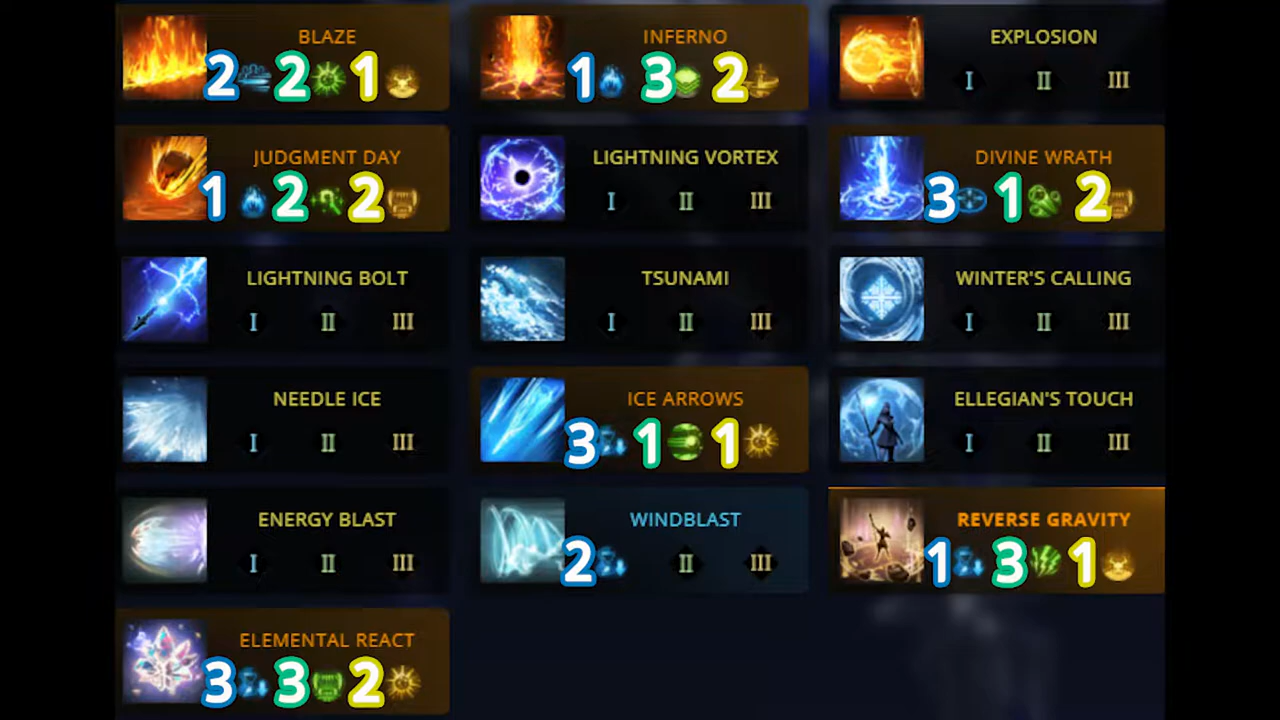 BLAZE
2 2 1
INFERNO
1 3 2
EXPLOSION
I II III
JUDGMENT DAY
1 2 2
LIGHTNING VORTEX
I II III
DIVINE WRATH
3 1 2
LIGHTNING BOLT
I II III
TSUNAMI
I II III
WINTER'S CALLING
I II III
NEEDLE ICE
I II III
ICE ARROWS
3 1 1
ELLEGIAN'S TOUCH
I II III
ENERGY BLAST
I II III
WINDBLAST
2 II III
REVERSE GRAVITY
1 3 1
ELEMENTAL REACT
3 3 2